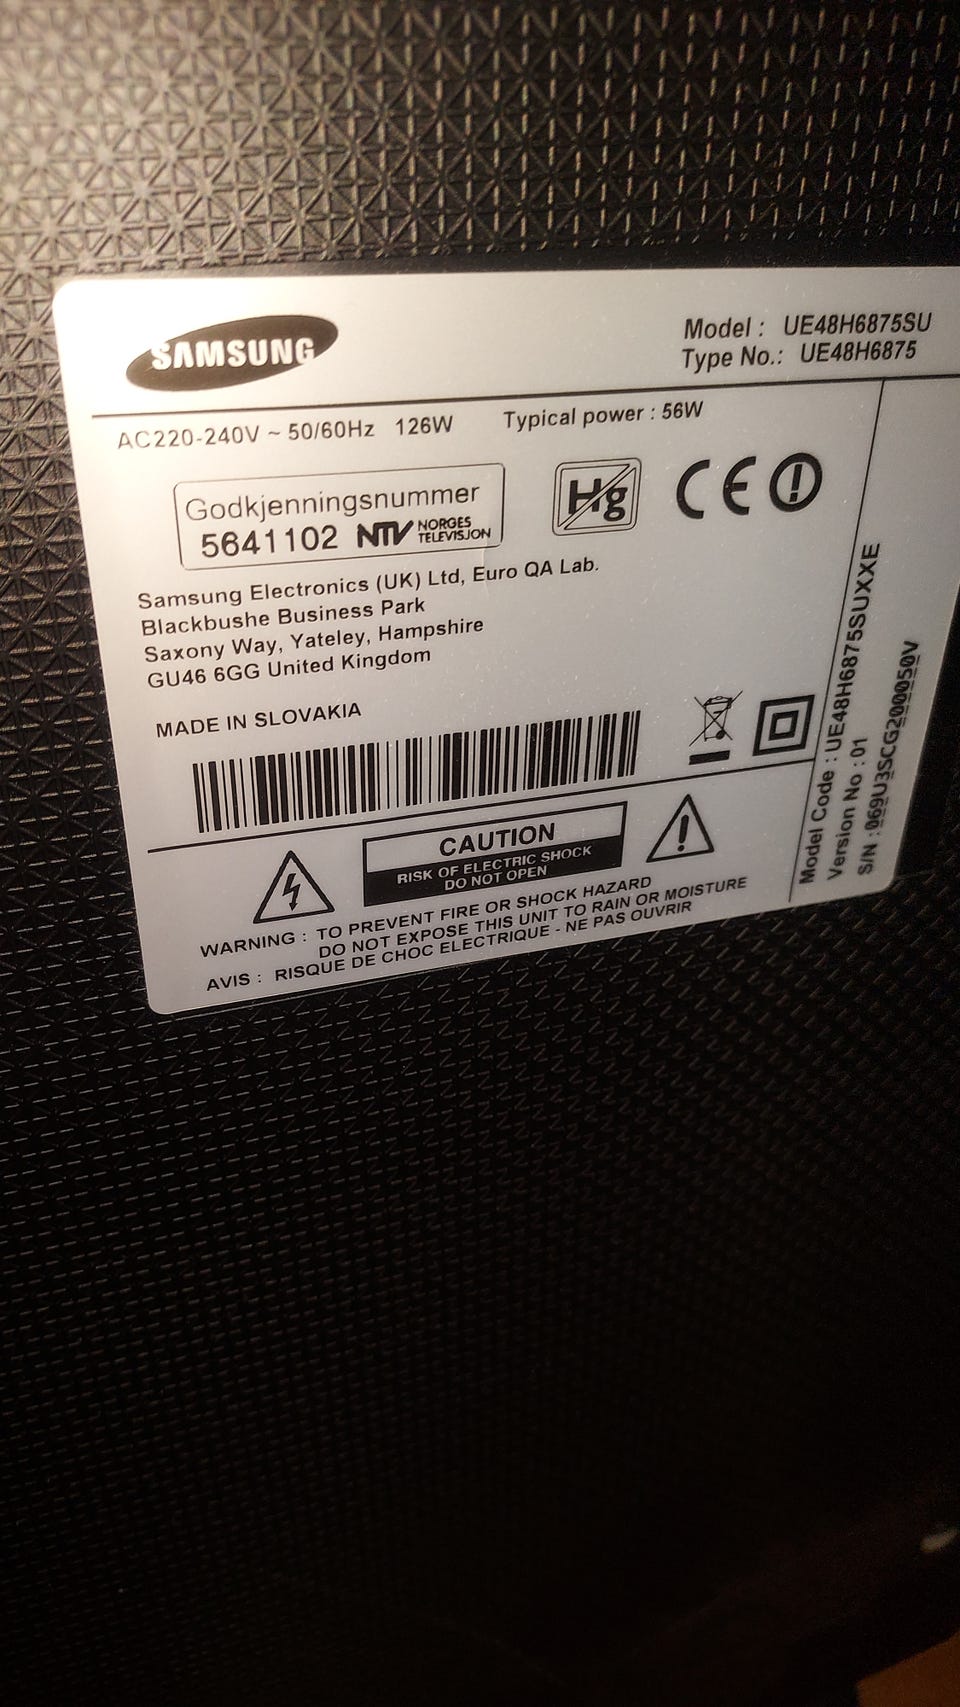 SAMSUNG
Model : UE48H6875SU
Type No.: UE48H6875
AC220-240V ~ 50/60Hz 126W Typical power : 56W
Godkjenningsnummer
5641102 NTV NORGES TELEVISJON
Hg
CE
Samsung Electronics (UK) Ltd, Euro QA Lab.
Blackbushe Business Park
Saxony Way, Yateley, Hampshire
GU46 6GG United Kingdom
MADE IN SLOVAKIA
CAUTION
RISK OF ELECTRIC SHOCK
DO NOT OPEN
WARNING : TO PREVENT FIRE OR SHOCK HAZARD
DO NOT EXPOSE THIS UNIT TO RAIN OR MOISTURE
AVIS : RISQUE DE CHOC ELECTRIQUE - NE PAS OUVRIR
Model Code : UE48H6875SUXXE
Version No : 01
S/N : 069U3SCG200050V